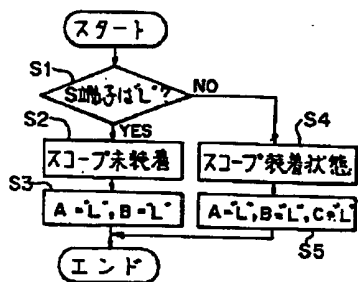 スタート
S1
S端子は"L"?
NO
YES
S2
スコープ未装着
S4
スコープ装着状態
S3
A="L", B="L"
A="L", B="L", C="L"
S5
エンド